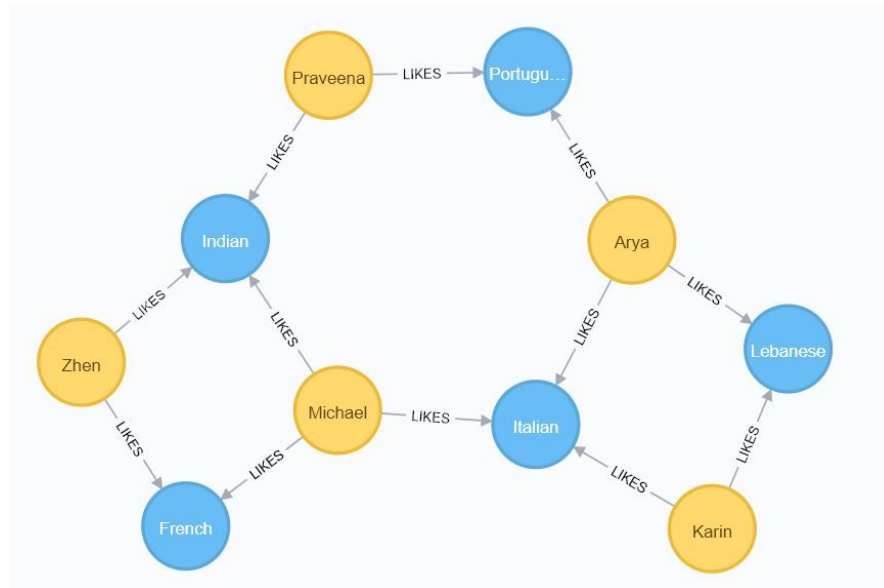 Praveena
LIKES
Portugu...
LIKES
LIKES
Indian
Arya
LIKES
LIKES
LIKES
LIKES
Lebanese
Zhen
Michael
LIKES
Italian
LIKES
LIKES
LIKES
LIKES
French
Karin